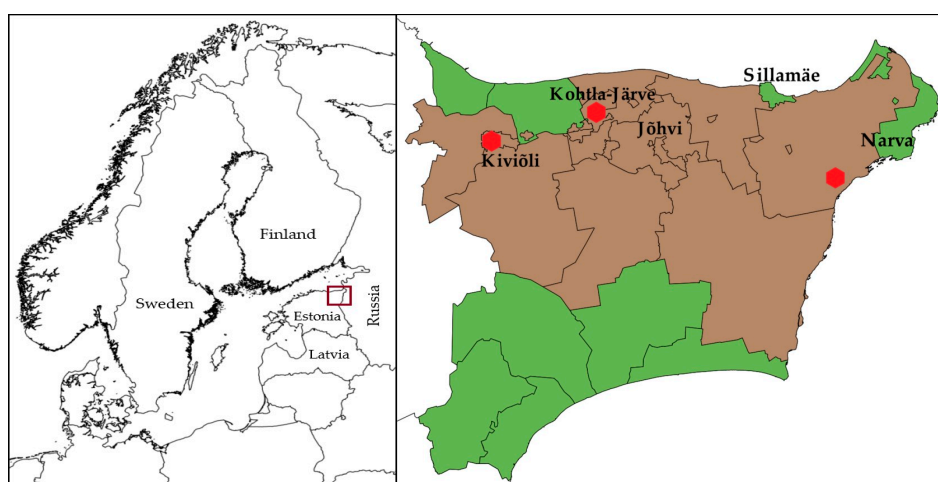 Finland
Sweden
Estonia
Russia
Latvia
Sillamäe
Kohtla-Järve
Jõhvi
Narva
Kiviõli